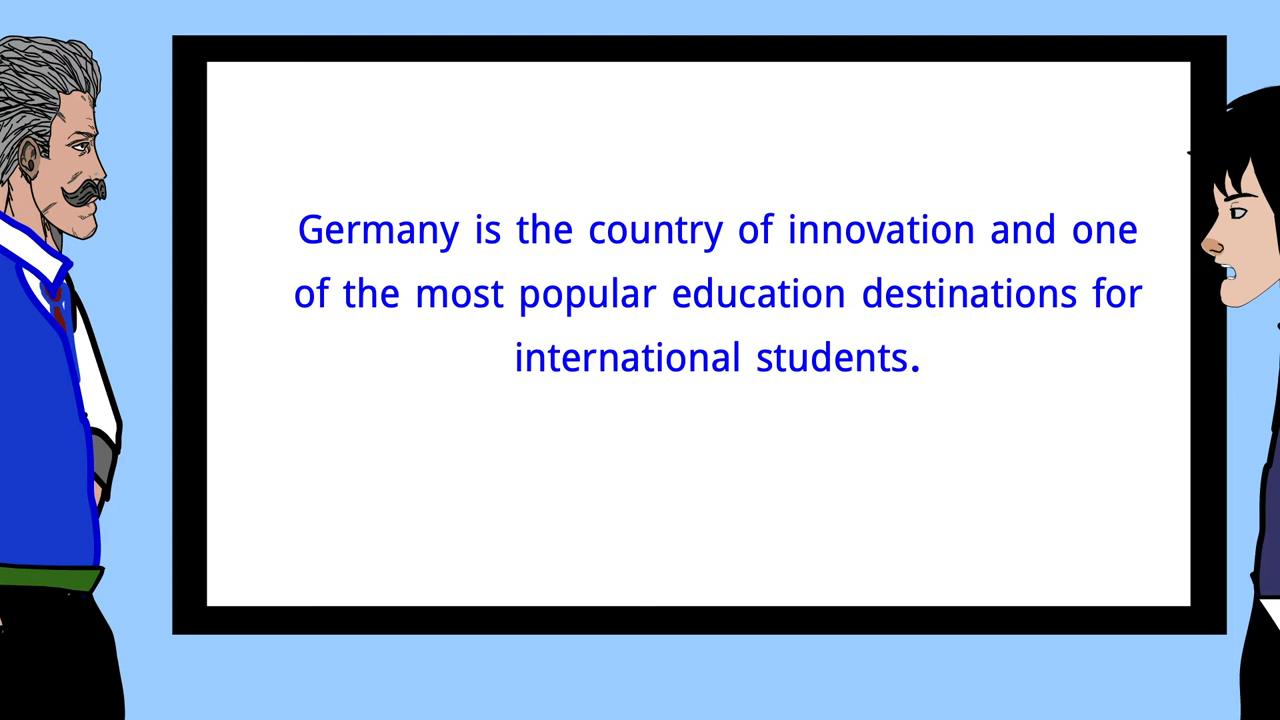 Germany is the country of innovation and one
of the most popular education destinations for
international students.